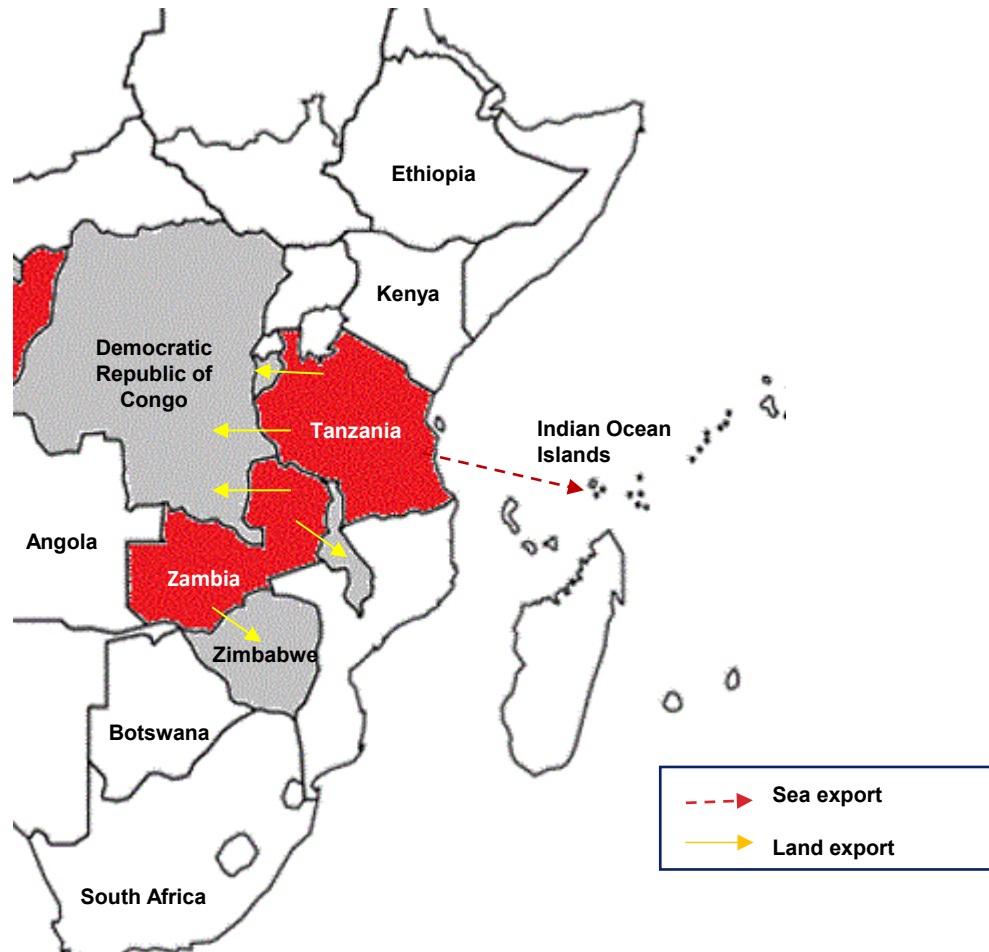 Ethiopia
Kenya
Democratic
Republic of
Congo
Tanzania
Indian Ocean
Islands
Angola
Zambia
Zimbabwe
Botswana
Sea export
Land export
South Africa